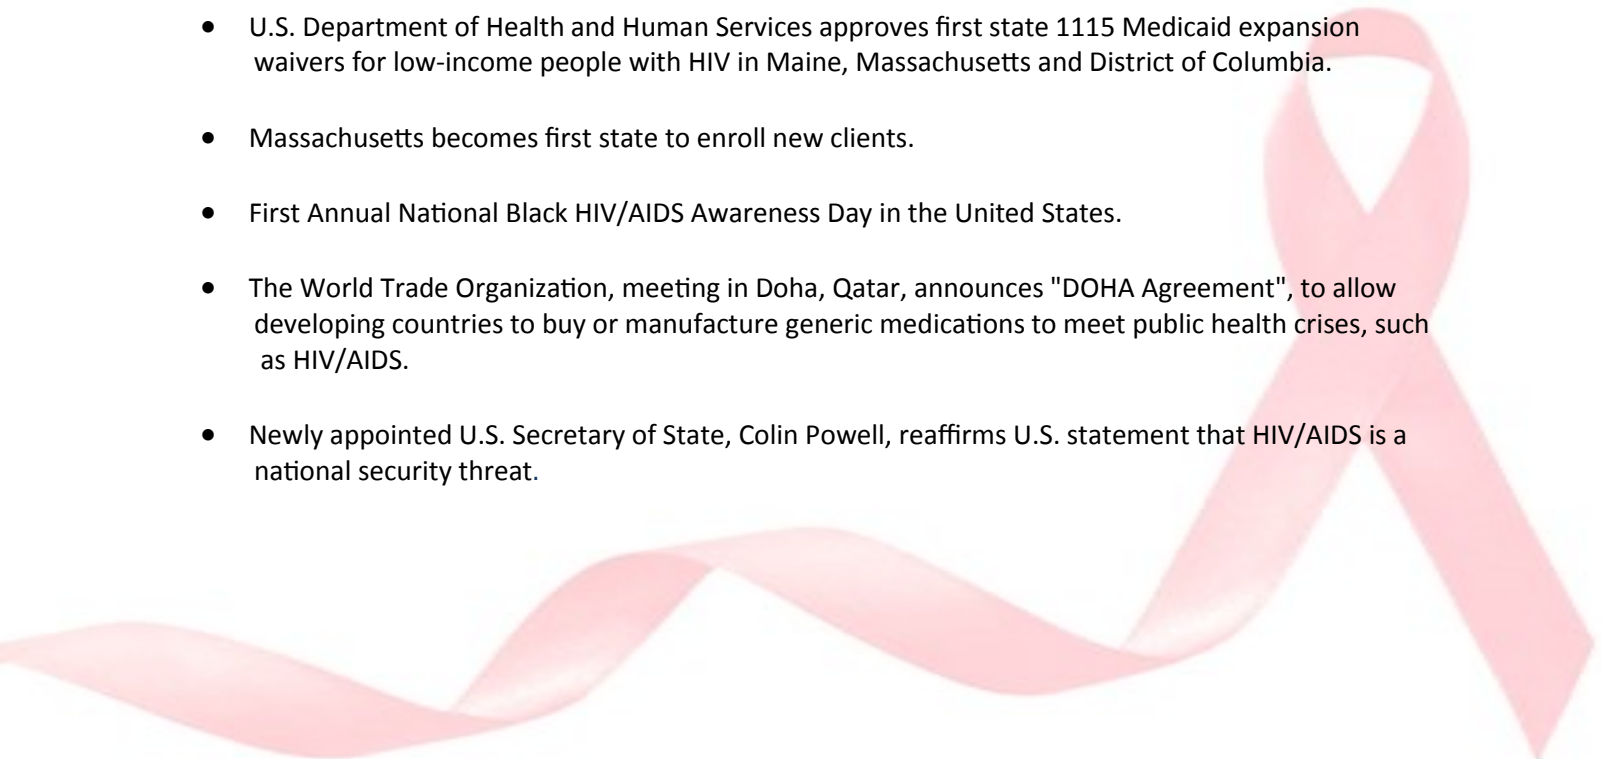 • U.S. Department of Health and Human Services approves first state 1115 Medicaid expansion
waivers for low-income people with HIV in Maine, Massachusetts and District of Columbia.
• Massachusetts becomes first state to enroll new clients.
• First Annual National Black HIV/AIDS Awareness Day in the United States.
• The World Trade Organization, meeting in Doha, Qatar, announces "DOHA Agreement", to allow
developing countries to buy or manufacture generic medications to meet public health crises, such
as HIV/AIDS.
• Newly appointed U.S. Secretary of State, Colin Powell, reaffirms U.S. statement that HIV/AIDS is a
national security threat.